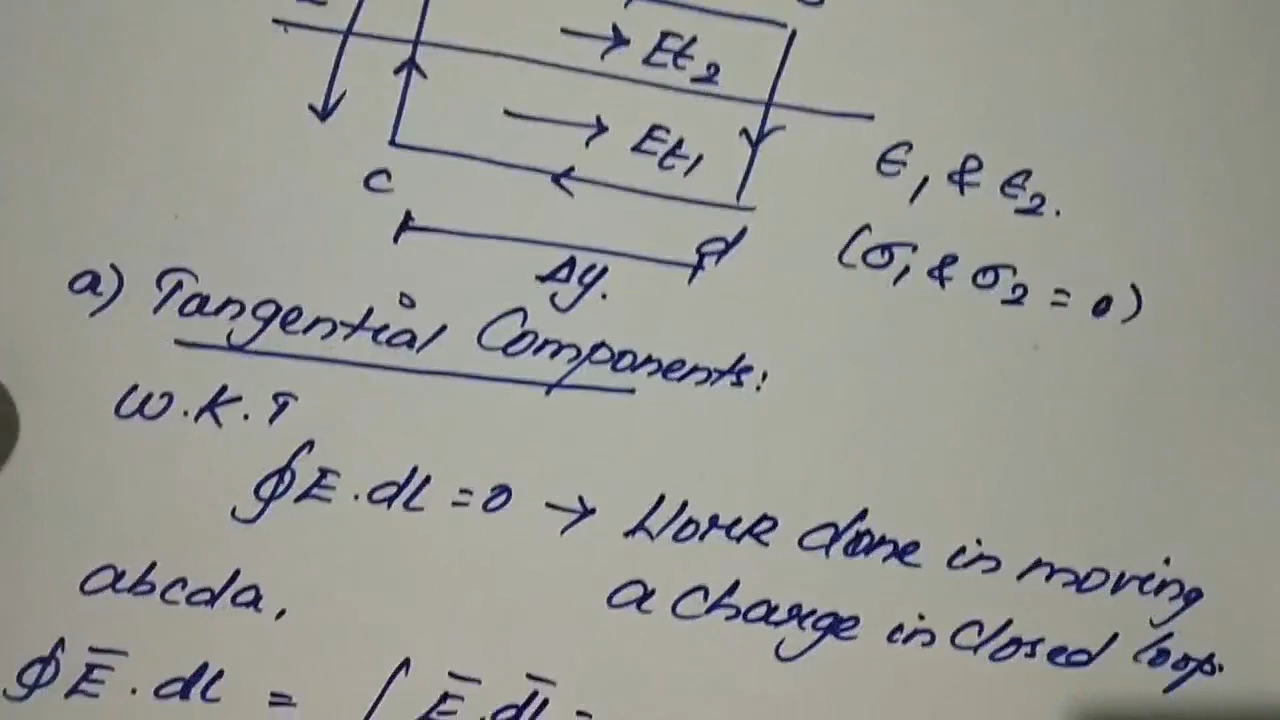 Et2
Et1
ϵ1 & ϵ2.
c
d
(σ1 & σ2 = 0)
Δy.
a) Tangential Components:
W.K.T
∮E.dL = 0 → Work done in moving
a charge in closed loop.
abcda,
∮E̅.dL = ∫E̅.dL̅ =